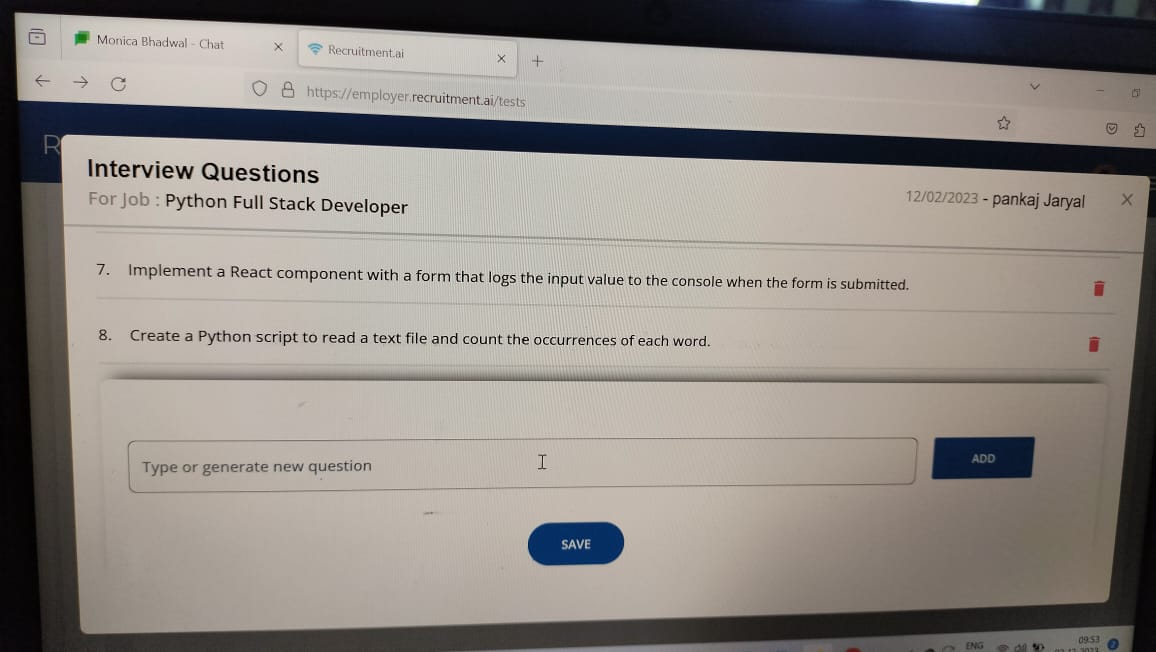 Monica Bhadwal - Chat
Recruitment.ai
https://employer.recruitment.ai/tests
R
Interview Questions
For Job : Python Full Stack Developer
12/02/2023 - pankaj Jaryal
7. Implement a React component with a form that logs the input value to the console when the form is submitted.
8. Create a Python script to read a text file and count the occurrences of each word.
Type or generate new question
ADD
SAVE
ENG
09:53